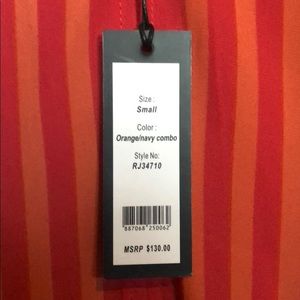 Size :
Small
Color :
Orange/navy combo
Style No:
RJ34710
887068 250062
MSRP $130.00